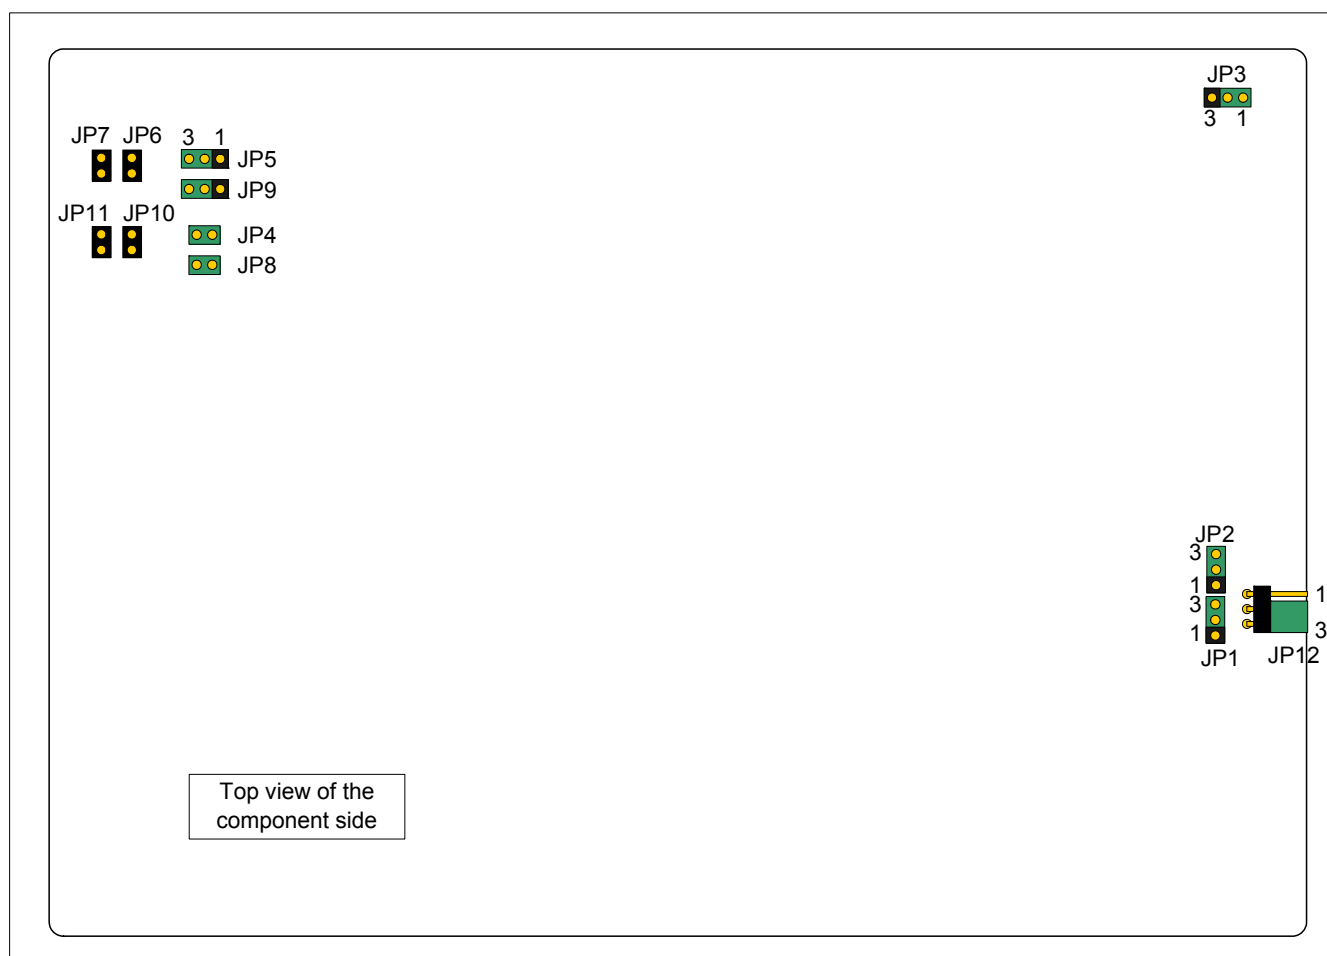 JP3
3 1
JP7 JP6 3 1
JP5
JP9
JP11 JP10
JP4
JP8
JP2
3
1
1
3
1
3
JP1 JP12
Top view of the
component side